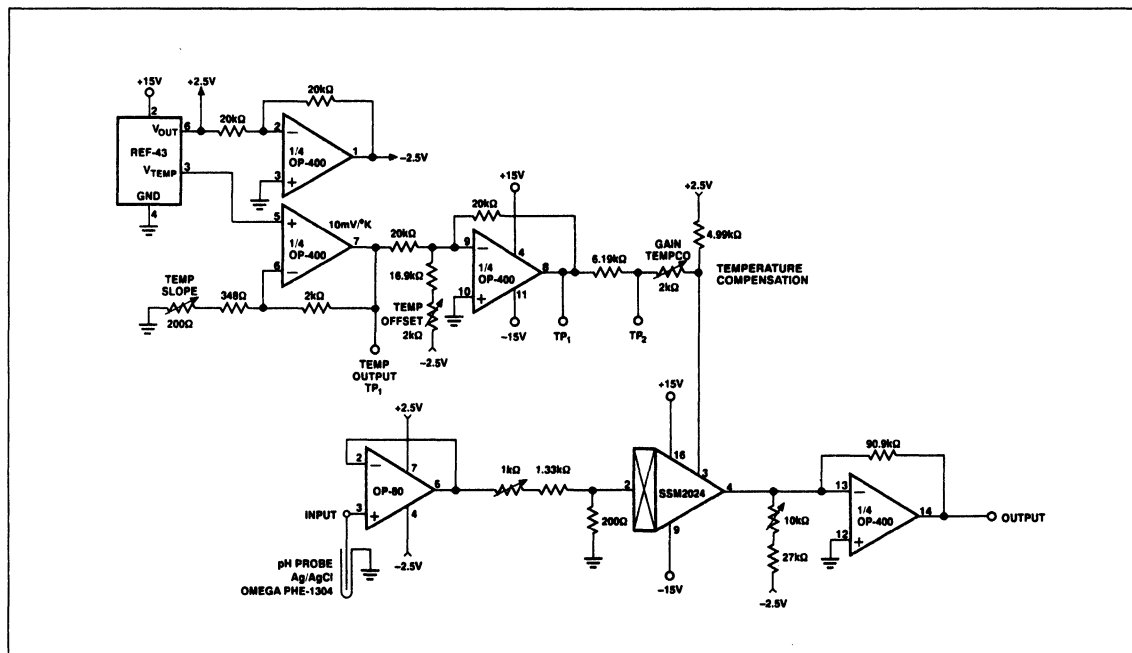 +15V
+2.5V
2
20kΩ
VOUT
6
20kΩ
2
−
REF-43
1/4
OP-400
1
−2.5V
VTEMP
3
3
+
GND
4
5
+
10mV/°K
1/4
OP-400
7
6
−
TEMP
SLOPE
200Ω
348Ω
2kΩ
TEMP
OUTPUT
TP1
20kΩ
20kΩ
+15V
9
−
4
16.9kΩ
1/4
OP-400
8
10
+
11
−15V
TEMP
OFFSET
2kΩ
−2.5V
TP1
6.19kΩ
TP2
GAIN
TEMPCO
2kΩ
+2.5V
4.99kΩ
TEMPERATURE
COMPENSATION
+2.5V
2
−
7
OP-80
6
INPUT
3
+
4
−2.5V
pH PROBE
Ag/AgCl
OMEGA PHE-1304
1kΩ
1.33kΩ
200Ω
+15V
2
16
3
SSM2024
4
9
−15V
10kΩ
27kΩ
−2.5V
90.9kΩ
13
−
1/4
OP-400
14
12
+
OUTPUT